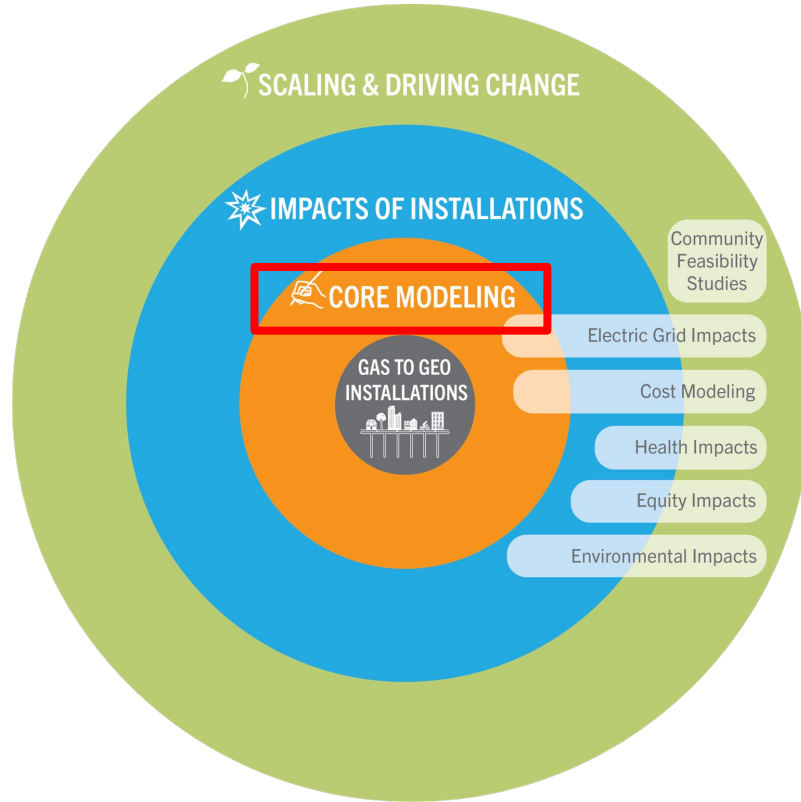 SCALING & DRIVING CHANGE
IMPACTS OF INSTALLATIONS
CORE MODELING
GAS TO GEO
INSTALLATIONS
Community
Feasibility
Studies
Electric Grid Impacts
Cost Modeling
Health Impacts
Equity Impacts
Environmental Impacts